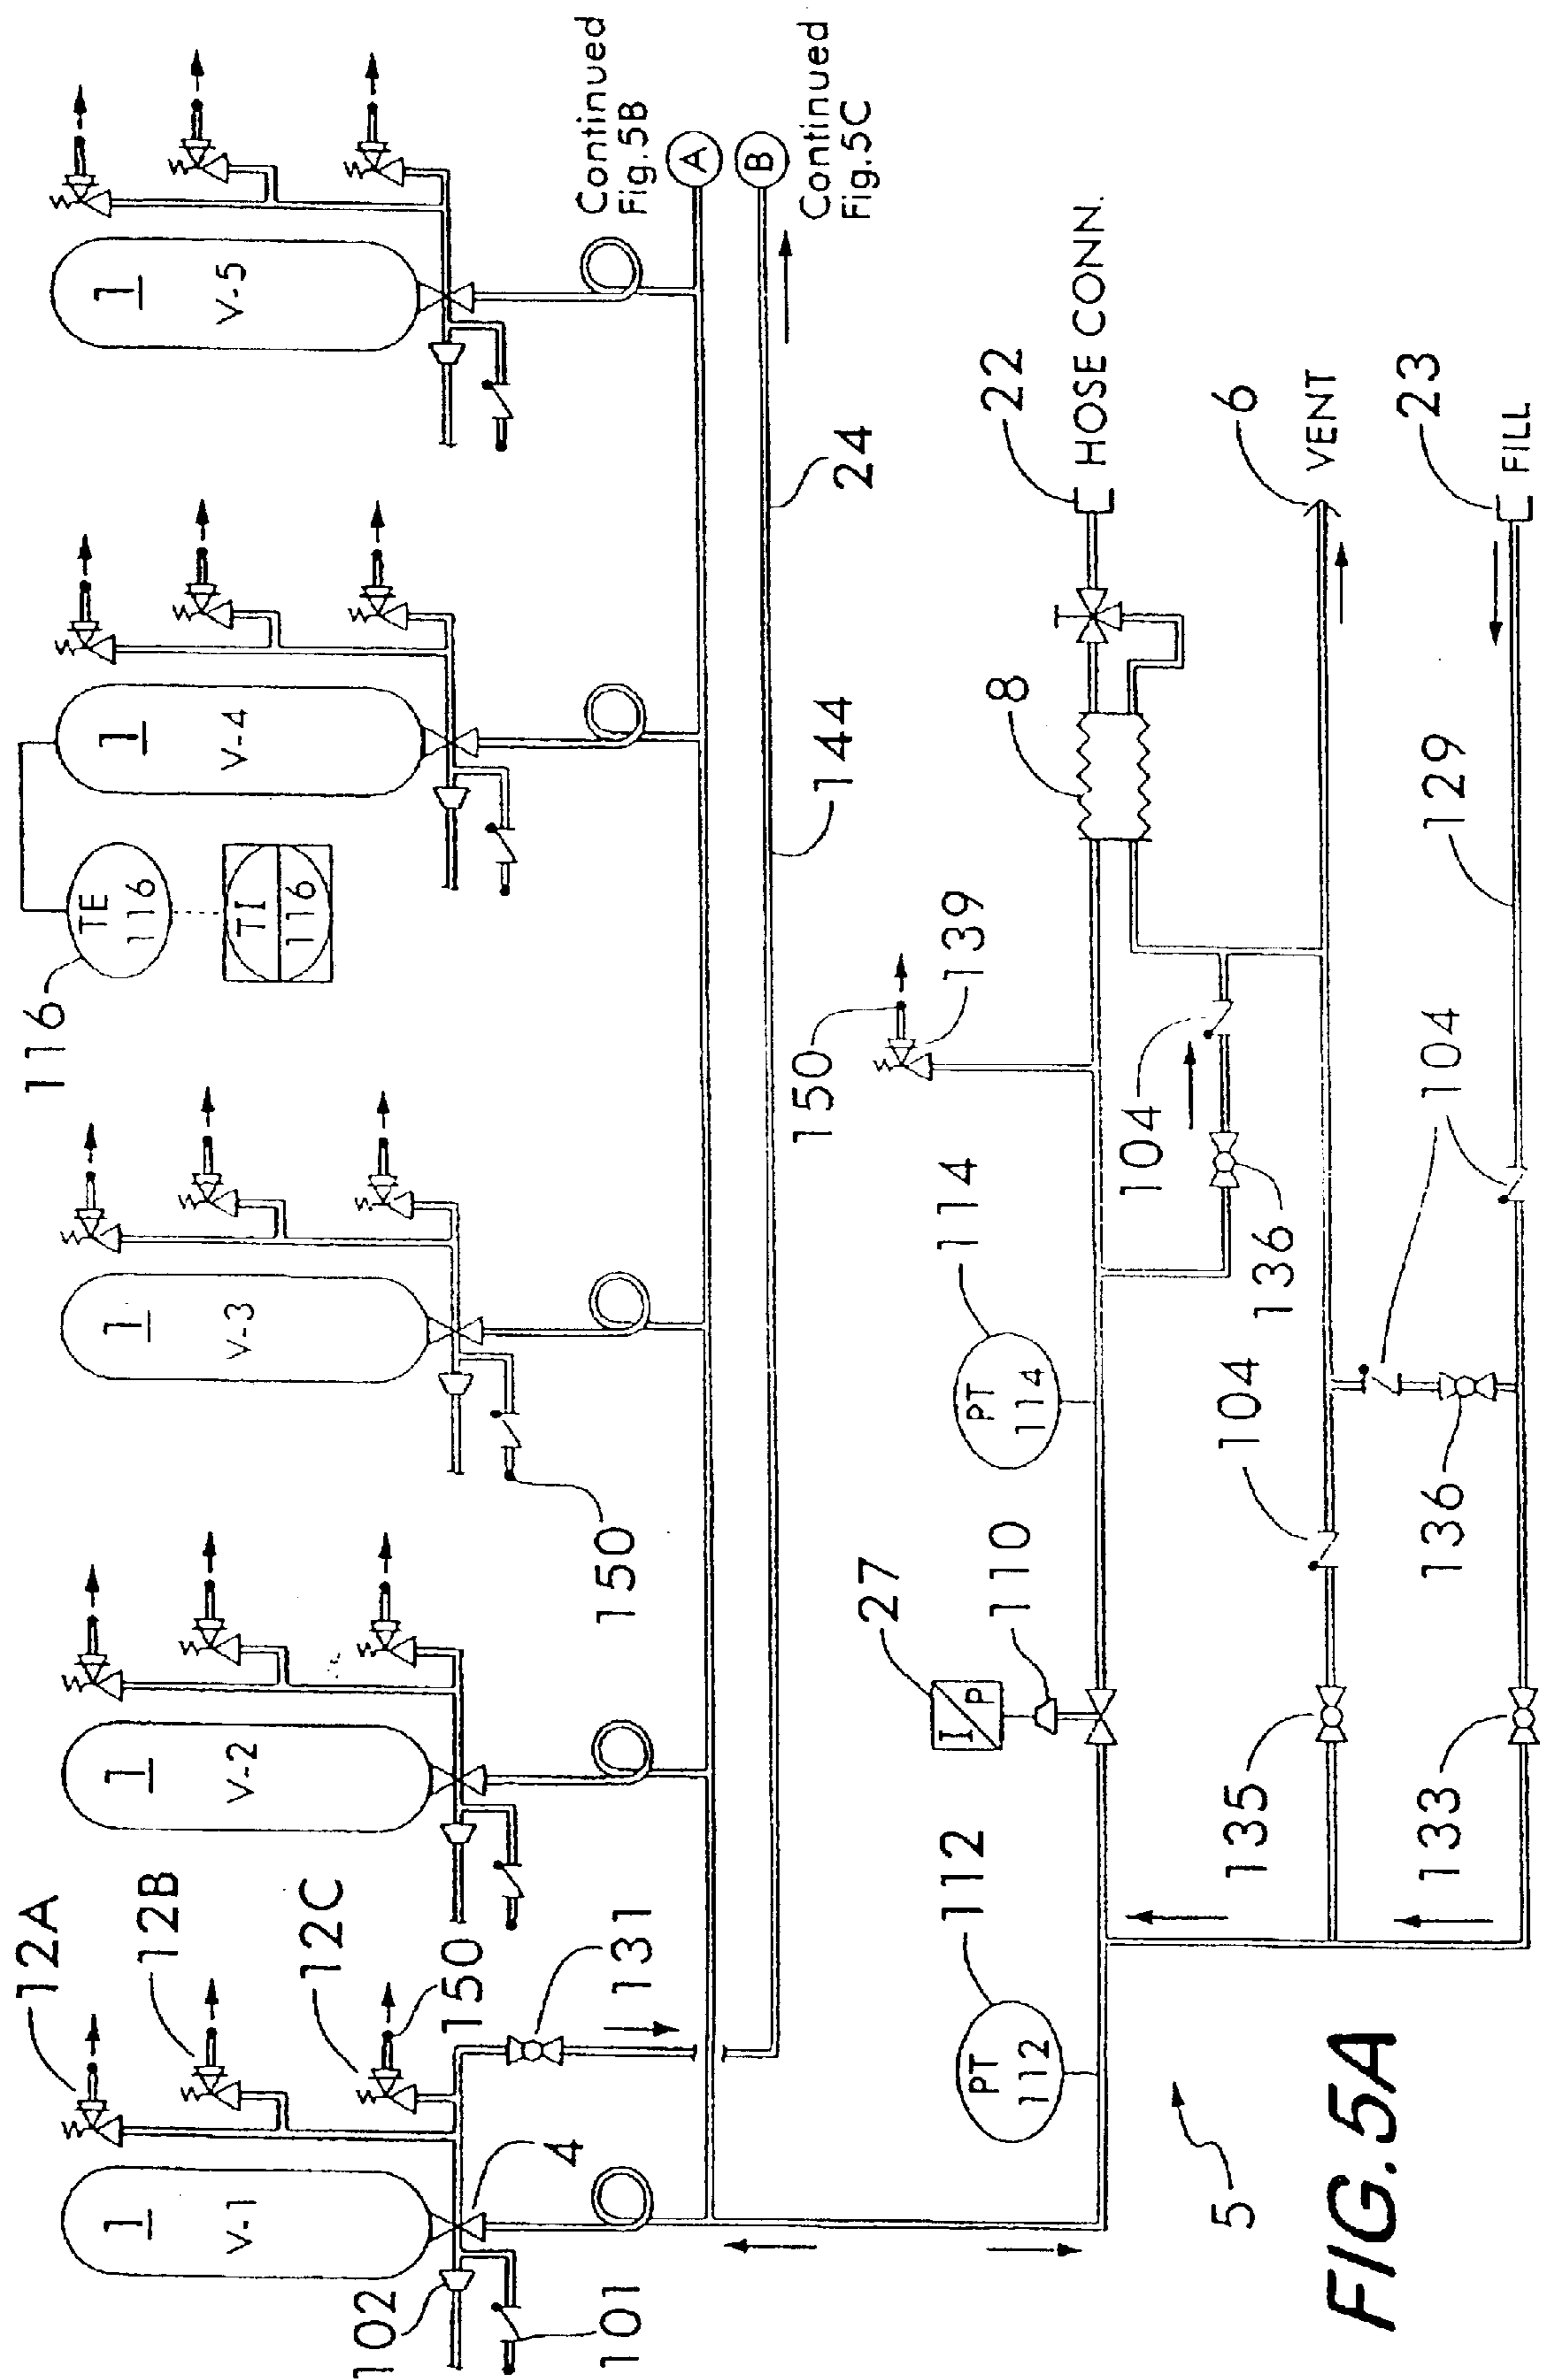 12A
12B
12C
150
102
101
1
V-1
4
131
1
V-2
150
1
V-3
116
TE
116
TI
116
1
V-4
1
V-5
Continued
Fig.5B
A
B
Continued
Fig.5C
144
24
112
PT
112
27
I
P
110
114
PT
114
150
139
8
22
HOSE CONN.
104
136
6
VENT
135
104
104
136
133
129
23
FILL
5
FIG.5A